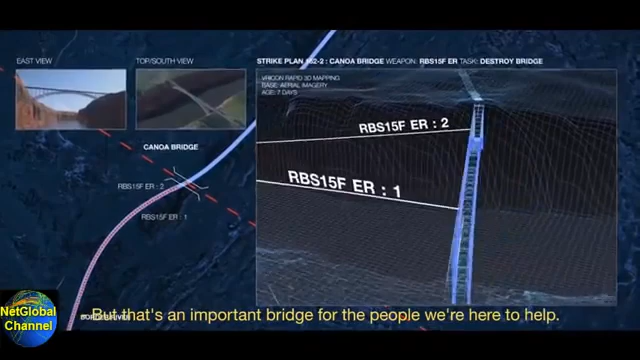 EAST VIEW
TOP/SOUTH VIEW
STRIKE PLAN #62-2 : CANOA BRIDGE WEAPON: RBS15F ER TASK: DESTROY BRIDGE
VRICON RAPID 3D MAPPING
BASE: AERIAL IMAGERY
AGE: 7 DAYS
CANOA BRIDGE
RBS15F ER : 2
RBS15F ER : 1
RBS15F ER : 2
RBS15F ER : 1
NetGlobal
Channel
But that's an important bridge for the people we're here to help.